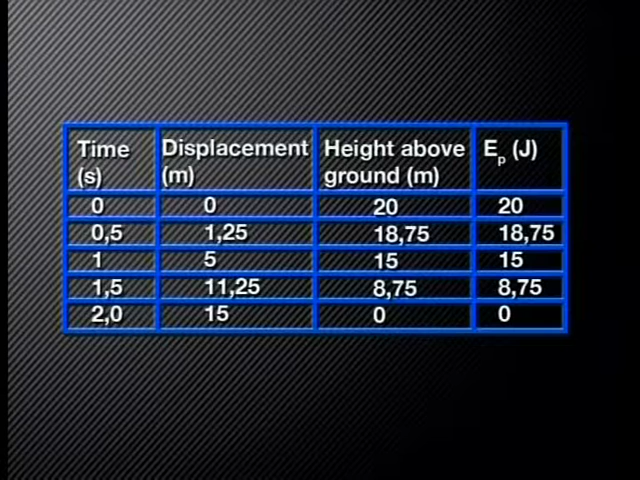 Time (s) Displacement (m) Height above ground (m) Ep (J)
0 0 20 20
0,5 1,25 18,75 18,75
1 5 15 15
1,5 11,25 8,75 8,75
2,0 15 0 0